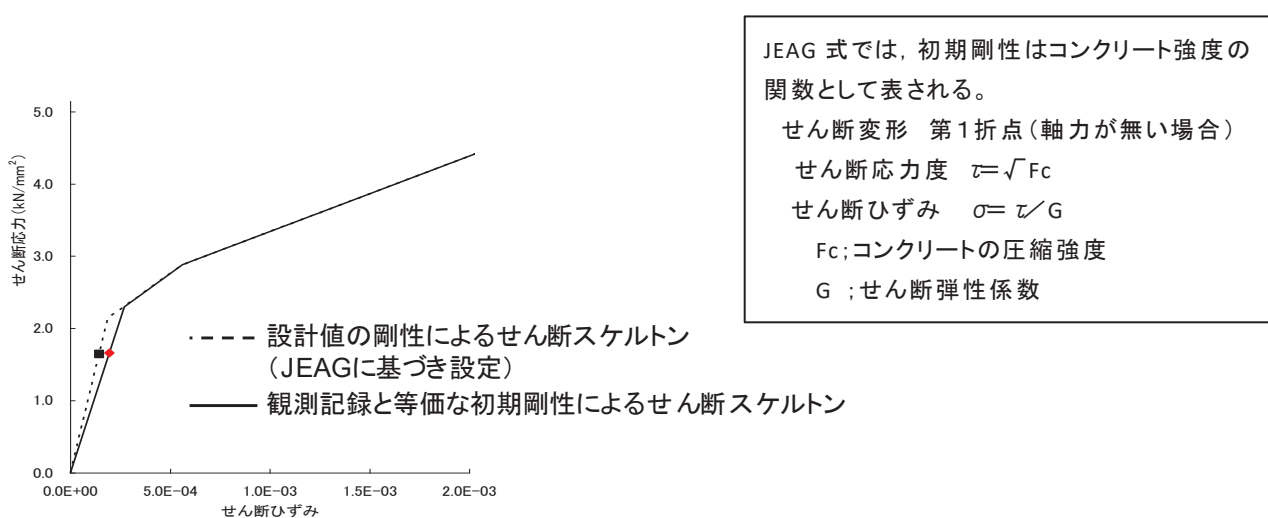 5.0
4.0
3.0
2.0
1.0
0.0
せん断応力(kN/mm²)
0.0E+00
5.0E−04
1.0E−03
1.5E−03
2.0E−03
せん断ひずみ
設計値の剛性によるせん断スケルトン
（JEAGに基づき設定）
観測記録と等価な初期剛性によるせん断スケルトン
JEAG 式では, 初期剛性はコンクリート強度の
関数として表される。
せん断変形　第1折点(軸力が無い場合)
せん断応力度　τ=√Fc
せん断ひずみ　σ= τ/G
Fc;コンクリートの圧縮強度
G ;せん断弾性係数